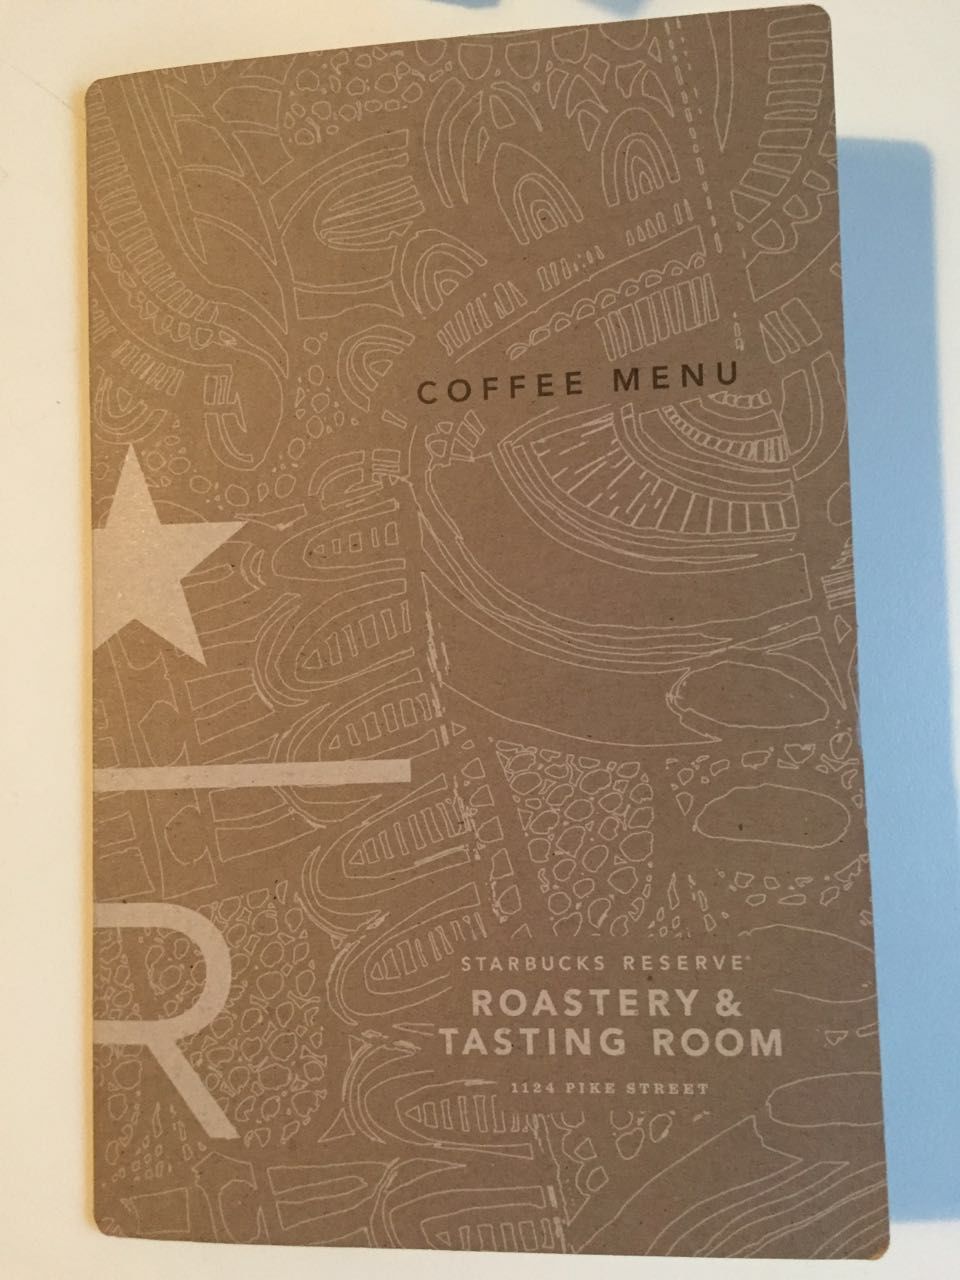 COFFEE MENU
R
STARBUCKS RESERVE®
ROASTERY &
TASTING ROOM
1124 PIKE STREET